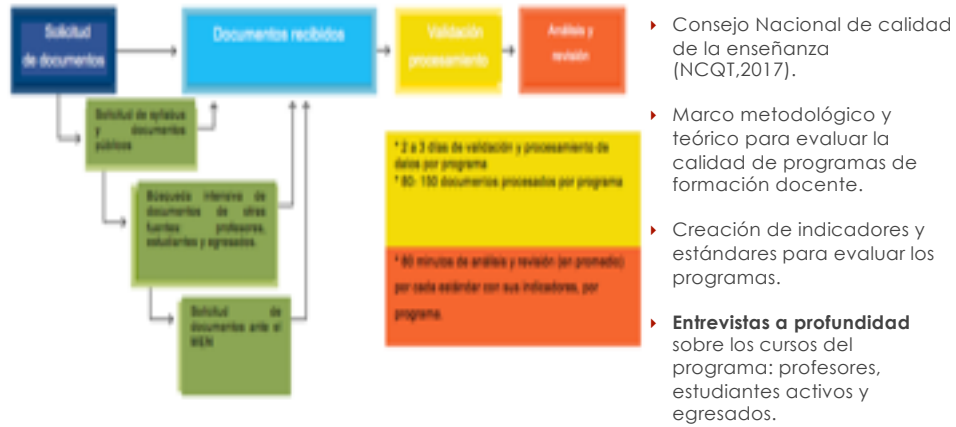 Solicitud
de documentos
Documentos recibidos
Validación
procesamiento
Análisis y
revisión
Solicitud de syllabus
y documentos
públicos
Búsqueda intensiva de
documentos de otras
fuentes: profesores,
estudiantes y egresados.
Solicitud de
documentos ante el
MEN
* 2 a 3 días de validación y procesamiento de
datos por programa
* 80- 150 documentos procesados por programa
* 60 minutos de análisis y revisión (en promedio)
por cada estándar con sus indicadores, por
programa.
Consejo Nacional de calidad
de la enseñanza
(NCQT,2017).
Marco metodológico y
teórico para evaluar la
calidad de programas de
formación docente.
Creación de indicadores y
estándares para evaluar los
programas.
Entrevistas a profundidad
sobre los cursos del
programa: profesores,
estudiantes activos y
egresados.